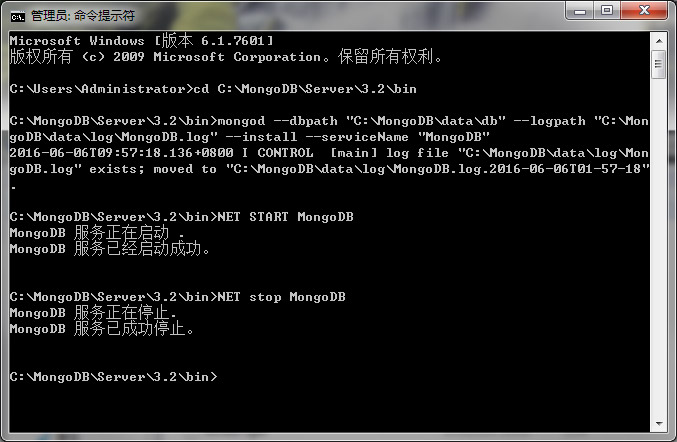 管理员: 命令提示符
Microsoft Windows [版本 6.1.7601]
版权所有 (c) 2009 Microsoft Corporation。保留所有权利。
C:\Users\Administrator>cd C:\MongoDB\Server\3.2\bin
C:\MongoDB\Server\3.2\bin>mongod --dbpath "C:\MongoDB\data\db" --logpath "C:\Mon
goDB\data\log\MongoDB.log" --install --serviceName "MongoDB"
2016-06-06T09:57:18.136+0800 I CONTROL  [main] log file "C:\MongoDB\data\log\Mon
goDB.log" exists; moved to "C:\MongoDB\data\log\MongoDB.log.2016-06-06T01-57-18"
.
C:\MongoDB\Server\3.2\bin>NET START MongoDB
MongoDB 服务正在启动 .
MongoDB 服务已经启动成功。
C:\MongoDB\Server\3.2\bin>NET stop MongoDB
MongoDB 服务正在停止.
MongoDB 服务已成功停止。
C:\MongoDB\Server\3.2\bin>